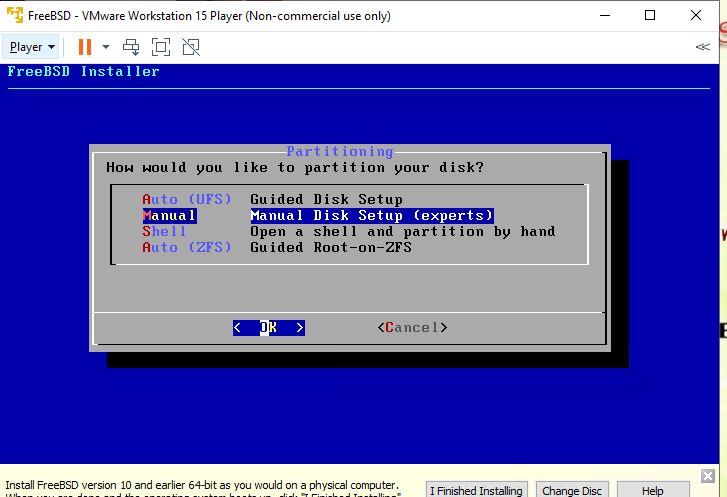 FreeBSD - VMware Workstation 15 Player (Non-commercial use only)
Player
FreeBSD Installer
Partitioning
How would you like to partition your disk?
Auto (UFS) Guided Disk Setup
Manual Manual Disk Setup (experts)
Shell Open a shell and partition by hand
Auto (ZFS) Guided Root-on-ZFS
< OK > <Cancel>
Install FreeBSD version 10 and earlier 64-bit as you would on a physical computer.
When you are done and the operating system boots up, click "I Finished Installing"
I Finished Installing Change Disc Help